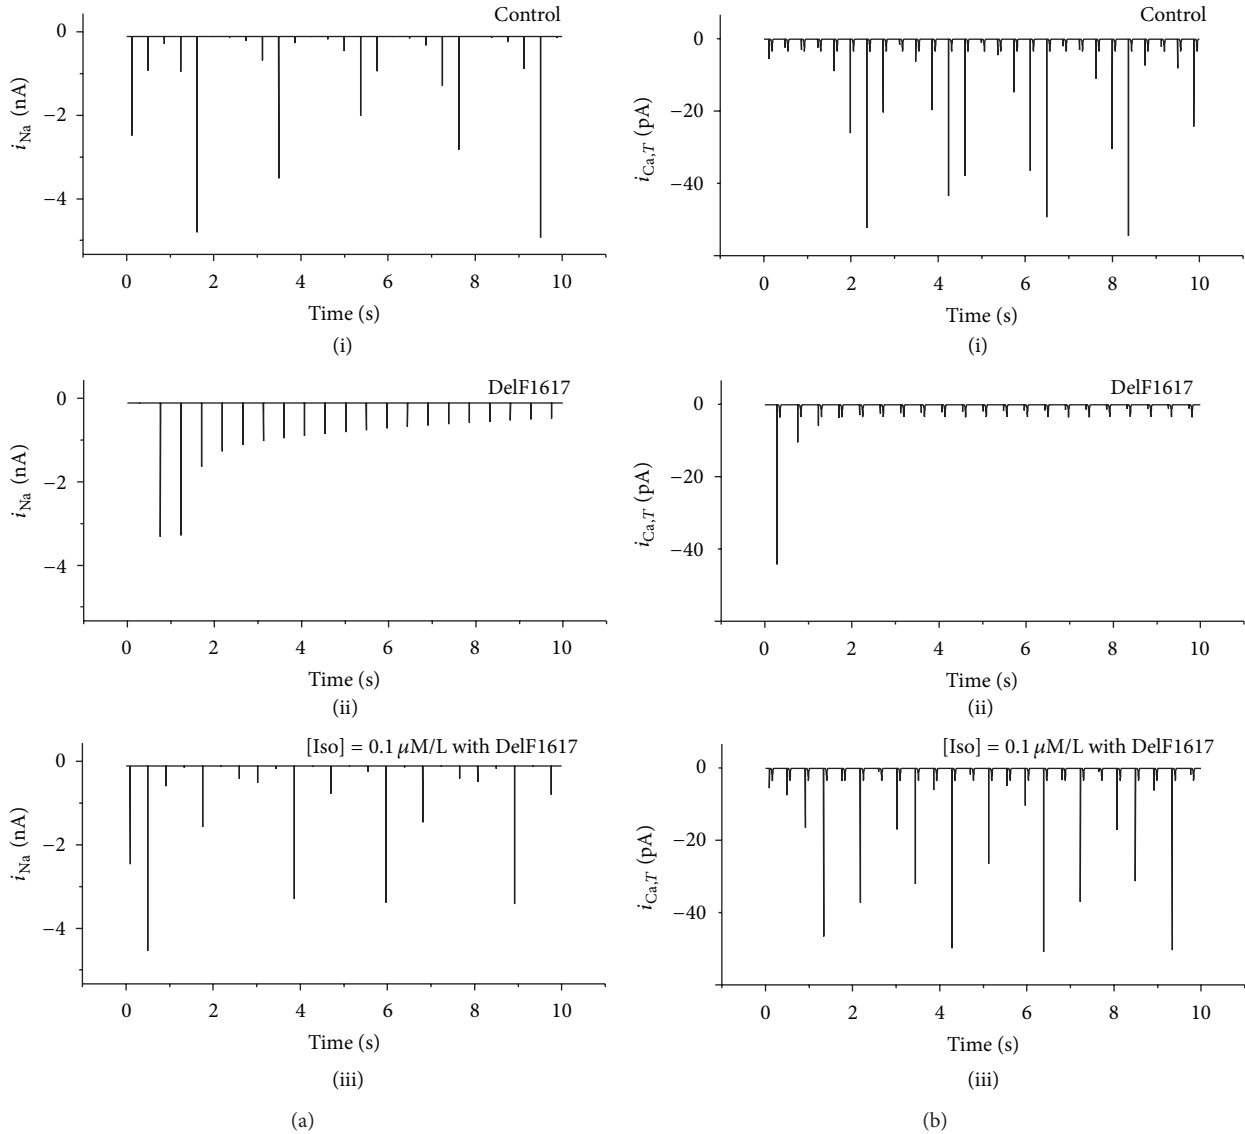 Control
0
−2
−4
i_Na (nA)
0 2 4 6 8 10
Time (s)
(i)
DelF1617
0
−2
−4
i_Na (nA)
0 2 4 6 8 10
Time (s)
(ii)
[Iso] = 0.1 μM/L with DelF1617
0
−2
−4
i_Na (nA)
0 2 4 6 8 10
Time (s)
(iii)
(a)
Control
0
−20
−40
i_Ca,T (pA)
0 2 4 6 8 10
Time (s)
(i)
DelF1617
0
−20
−40
i_Ca,T (pA)
0 2 4 6 8 10
Time (s)
(ii)
[Iso] = 0.1 μM/L with DelF1617
0
−20
−40
i_Ca,T (pA)
0 2 4 6 8 10
Time (s)
(iii)
(b)